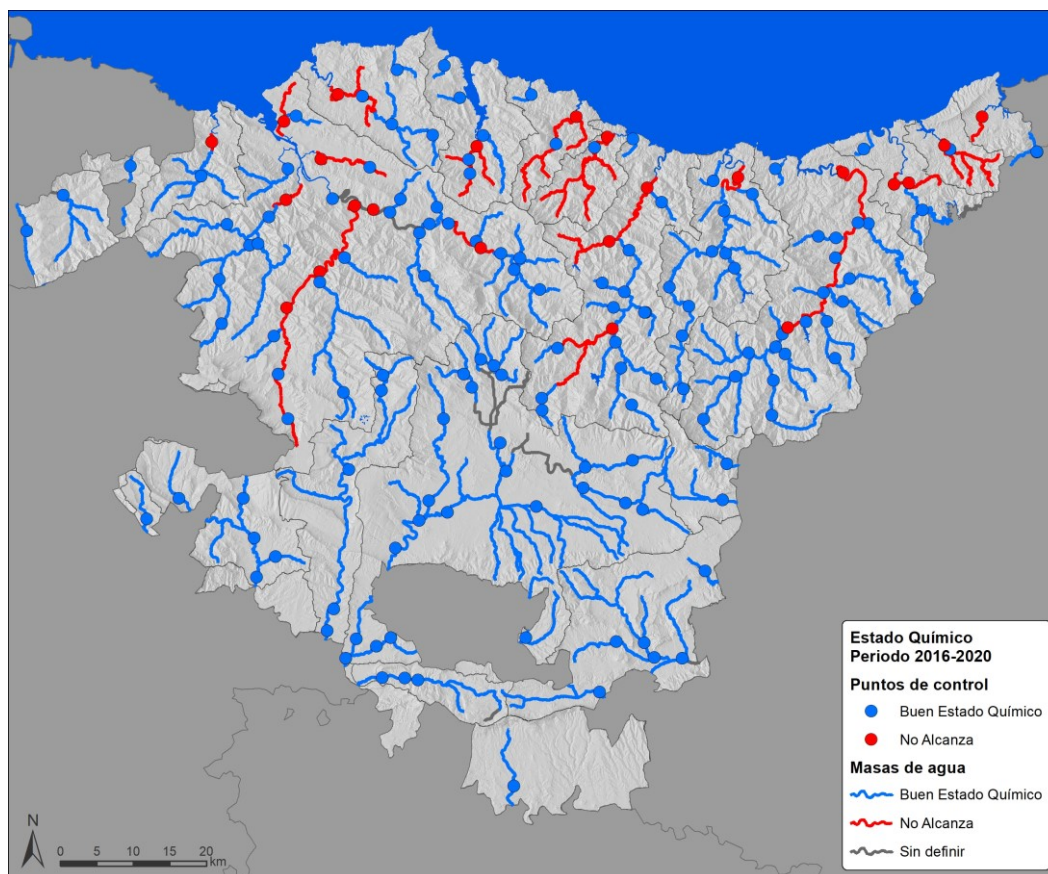 Estado Químico
Periodo 2016-2020
Puntos de control
Buen Estado Químico
No Alcanza
Masas de agua
Buen Estado Químico
No Alcanza
Sin definir
N
0 5 10 15 20
km